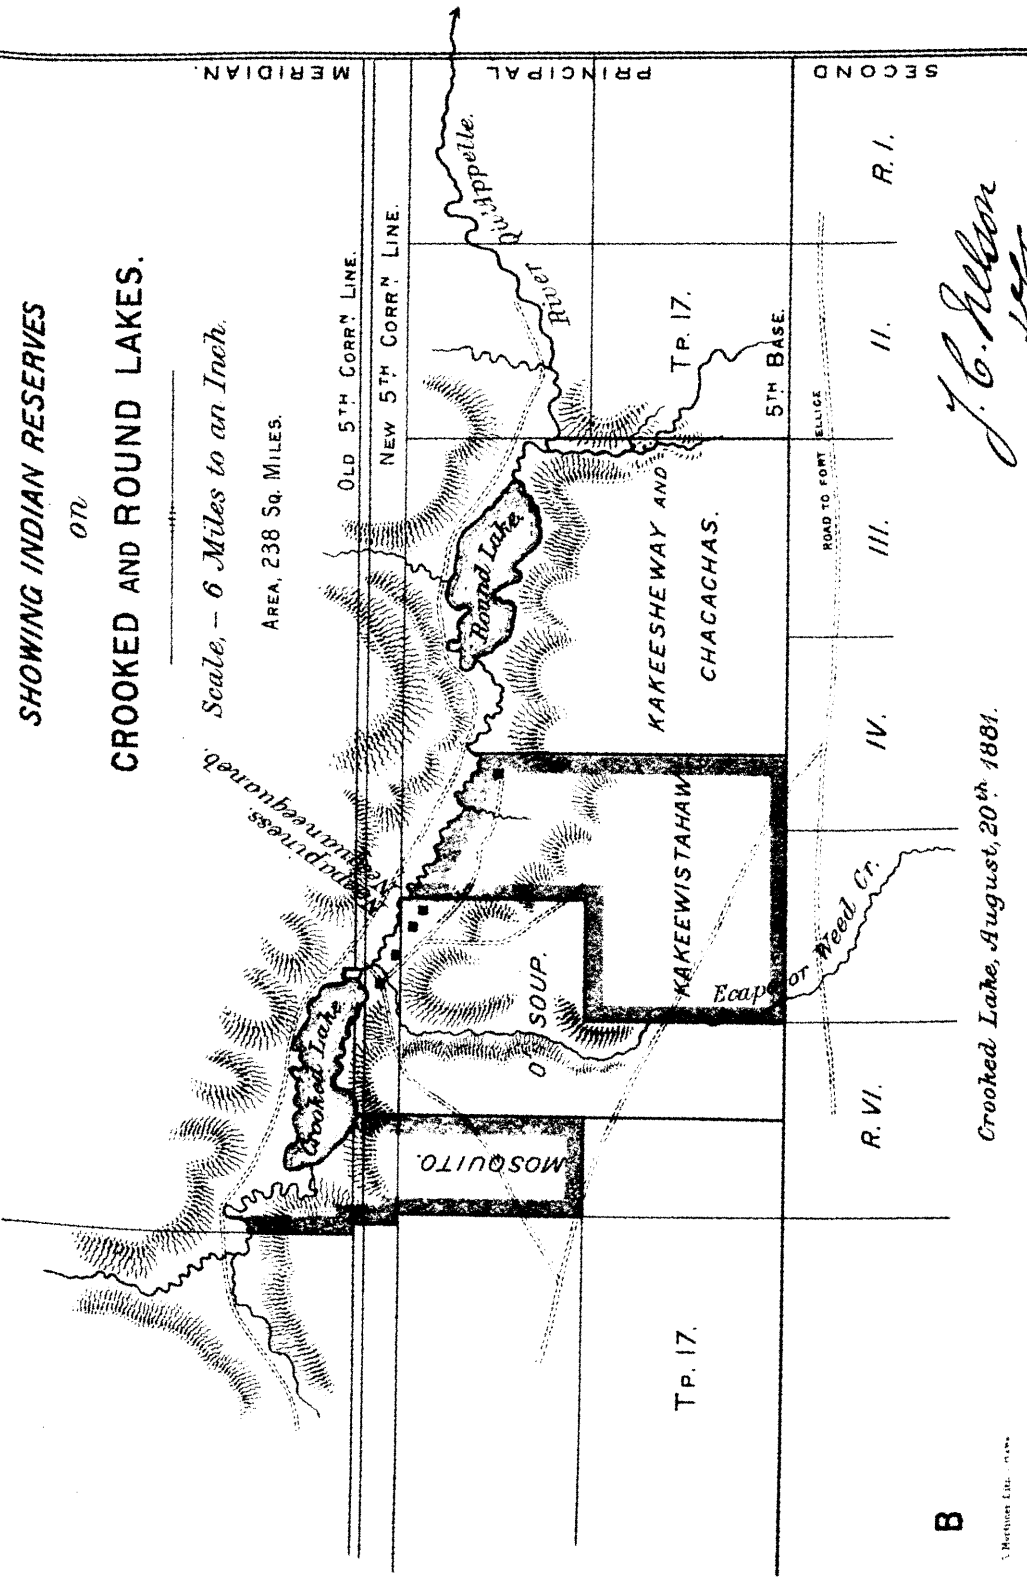 SHOWING INDIAN RESERVES
on
CROOKED AND ROUND LAKES.
Scale, – 6 Miles to an Inch.
AREA, 238 SQ. MILES.
OLD 5TH CORRN LINE.
NEW 5TH CORRN LINE.
MERIDIAN.
PRINCIPAL
SECOND
River Qu'Appelle.
Round Lake.
Crooked Lake
TP. 17.
5TH BASE.
KAKEESHEWAY AND
CHACACHAS.
KAKEEWISTAHAW
O' SOUP.
MOSQUITO.
Weed Cr.
ROAD TO FORT ELLICE
R. I.
II.
III.
IV.
R. VI.
TP. 17.
Crooked Lake, August, 20th 1881.
J. C. Nelson
B